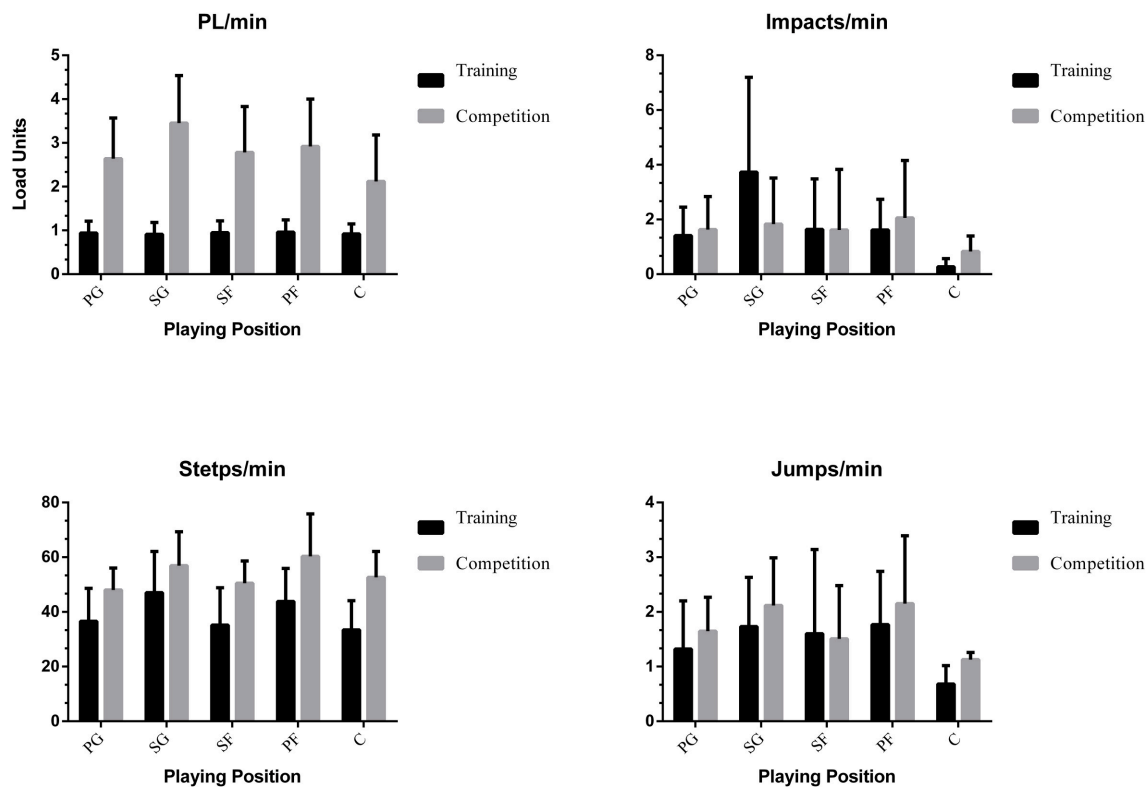 PL/min
5
4
3
2
1
0
Load Units
PG SG SF PF C
Playing Position
Training
Competition
Impacts/min
8
6
4
2
0
PG SG SF PF C
Playing Position
Training
Competition
Stetps/min
80
60
40
20
0
PG SG SF PF C
Playing Position
Training
Competition
Jumps/min
4
3
2
1
0
PG SG SF PF C
Playing Position
Training
Competition